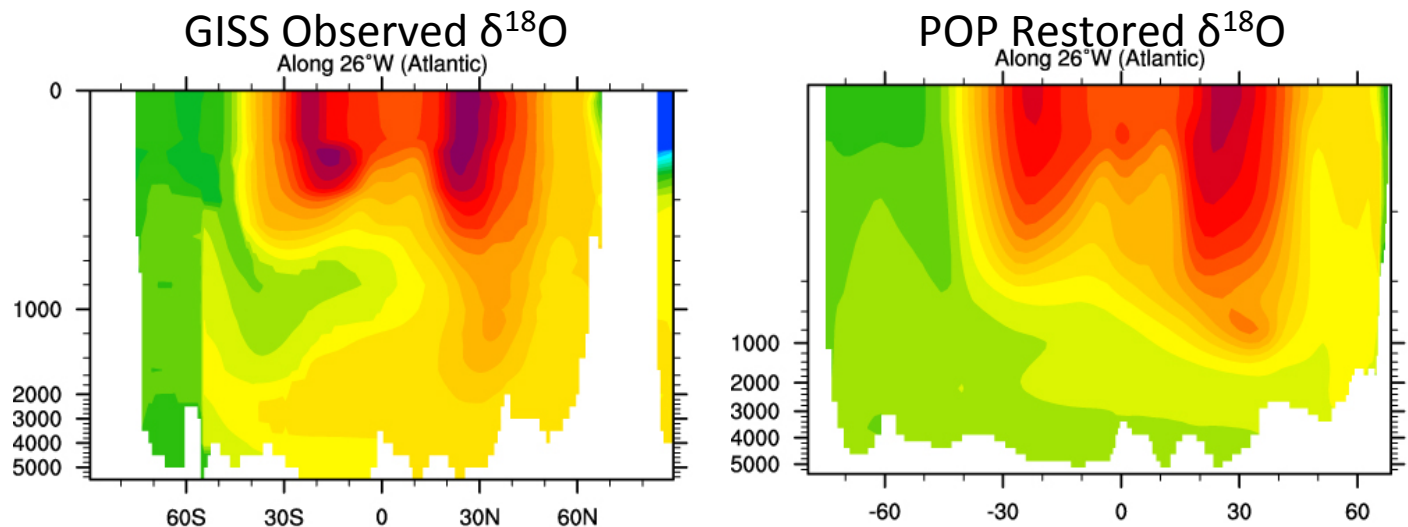 GISS Observed δ¹⁸O
Along 26°W (Atlantic)
0
1000
2000
3000
4000
5000
60S 30S 0 30N 60N
POP Restored δ¹⁸O
Along 26°W (Atlantic)
1000
2000
3000
4000
5000
-60 -30 0 30 60